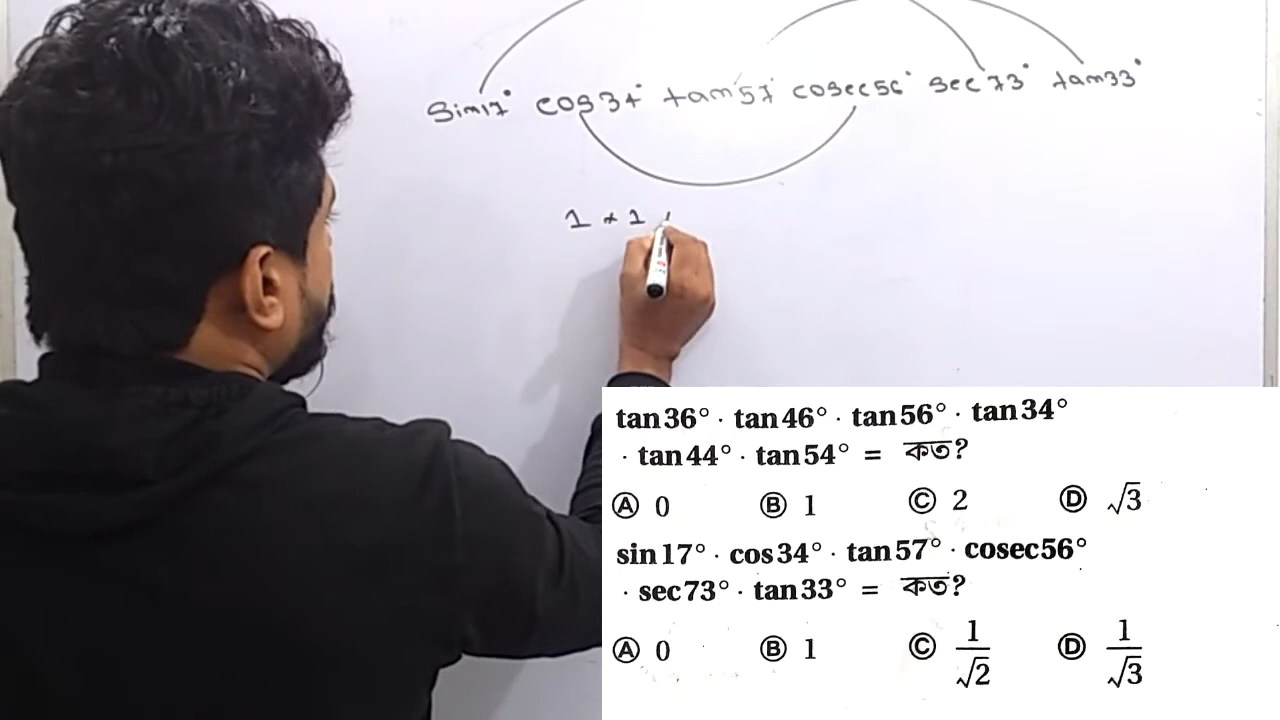 sin17° cos34° tan57 cosec56° sec73° tan33°
1 × 1
tan 36° · tan 46° · tan 56° · tan 34°
· tan 44° · tan 54° = কত?
Ⓐ 0 Ⓑ 1 Ⓒ 2 Ⓓ √3
sin 17° · cos 34° · tan 57° · cosec 56°
· sec 73° · tan 33° = কত?
Ⓐ 0 Ⓑ 1 Ⓒ 1/√2 Ⓓ 1/√3